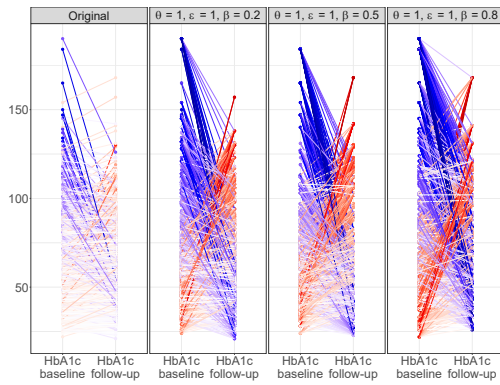 Original
θ = 1, ε = 1, β = 0.2
θ = 1, ε = 1, β = 0.5
θ = 1, ε = 1, β = 0.8
150
100
50
HbA1c baseline
HbA1c follow-up
HbA1c baseline
HbA1c follow-up
HbA1c baseline
HbA1c follow-up
HbA1c baseline
HbA1c follow-up